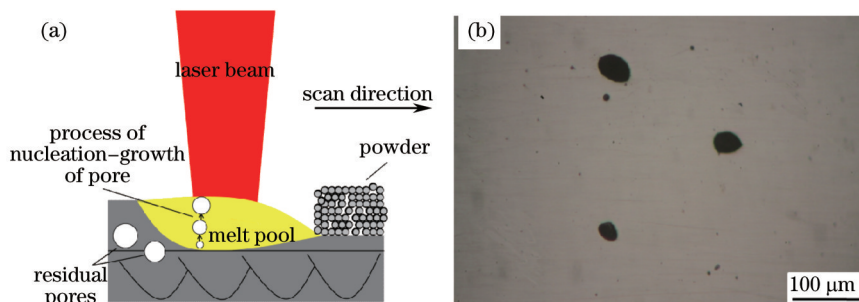 (a)
laser beam
scan direction
process of
nucleation–growth
of pore
powder
melt pool
residual
pores
(b)
100 μm